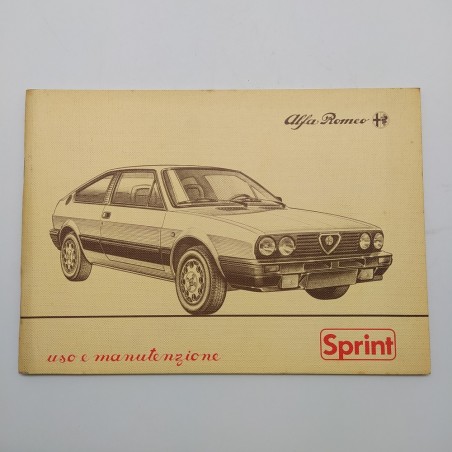 Alfa Romeo
uso e manutenzione
Sprint